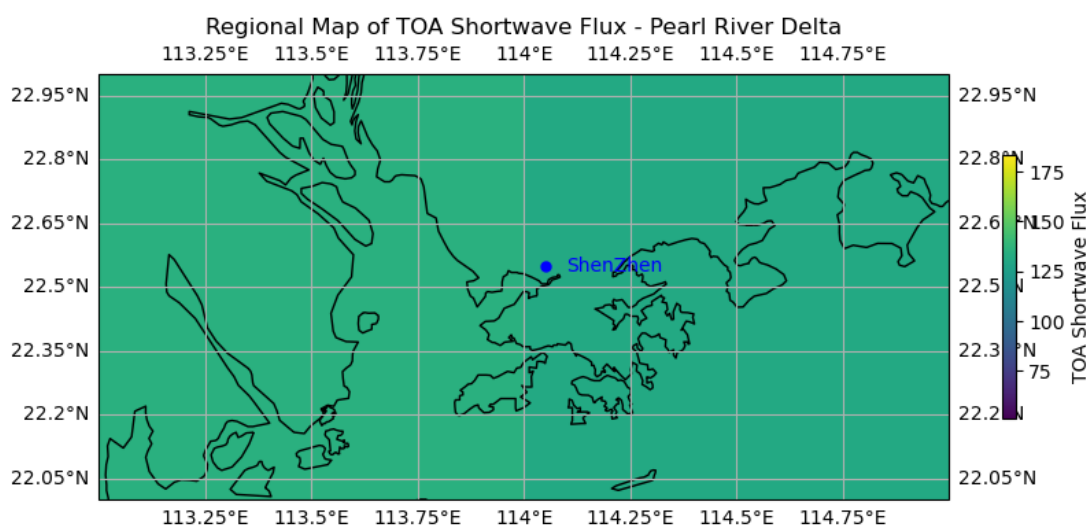 Regional Map of TOA Shortwave Flux - Pearl River Delta
113.25°E 113.5°E 113.75°E 114°E 114.25°E 114.5°E 114.75°E
22.95°N 22.95°N
22.8°N 22.8°N
175
22.65°N 22.6 150
ShenZhen
125
22.5°N 22.5 N
100
22.35°N 22.3 N
75
22.2°N 22.2 N
22.05°N 22.05°N
TOA Shortwave Flux
113.25°E 113.5°E 113.75°E 114°E 114.25°E 114.5°E 114.75°E